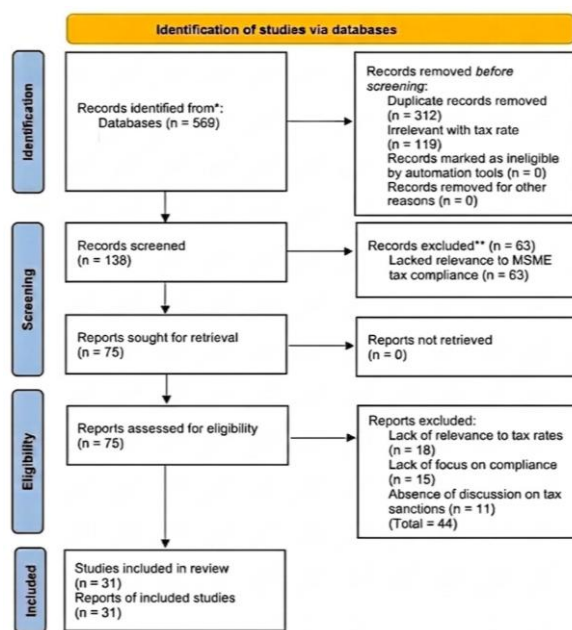 Identification of studies via databases
Identification
Records identified from*:
Databases (n = 569)
Records removed before
screening:
Duplicate records removed
(n = 312)
Irrelevant with tax rate
(n = 119)
Records marked as ineligible
by automation tools (n = 0)
Records removed for other
reasons (n = 0)
Screening
Records screened
(n = 138)
Records excluded** (n = 63)
Lacked relevance to MSME
tax compliance (n = 63)
Reports sought for retrieval
(n = 75)
Reports not retrieved
(n = 0)
Eligibility
Reports assessed for eligibility
(n = 75)
Reports excluded:
Lack of relevance to tax rates
(n = 18)
Lack of focus on compliance
(n = 15)
Absence of discussion on tax
sanctions (n = 11)
(Total = 44)
Included
Studies included in review
(n = 31)
Reports of included studies
(n = 31)